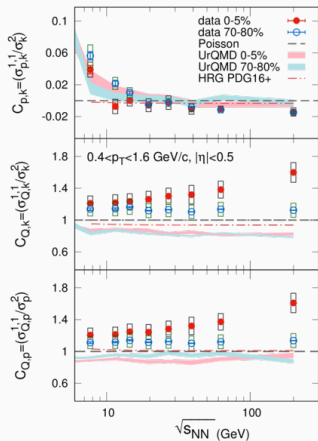 data 0-5%
data 70-80%
Poisson
UrQMD 0-5%
UrQMD 70-80%
HRG PDG16+
0.1
0.06
0.02
-0.02
C_{p,k}=(σ^{1,1}_{p,k}/σ^2_k)
0.4<p_T<1.6 GeV/c, |η|<0.5
1.8
1.4
1
0.6
C_{Q,k}=(σ^{1,1}_{Q,k}/σ^2_k)
1.8
1.4
1
0.6
C_{Q,p}=(σ^{1,1}_{Q,p}/σ^2_p)
10
100
√s_{NN} (GeV)